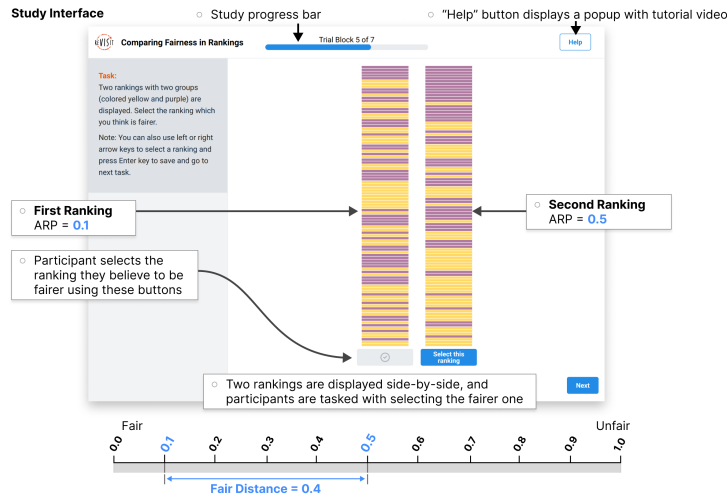 Study Interface
○ Study progress bar
○ "Help" button displays a popup with tutorial video
REVISIT
Comparing Fairness in Rankings
Trial Block 5 of 7
Help
Task:
Two rankings with two groups
(colored yellow and purple) are
displayed. Select the ranking which
you think is fairer.
Note: You can also use left or right
arrow keys to select a ranking and
press Enter key to save and go to
next task.
○ First Ranking
ARP = 0.1
○ Second Ranking
ARP = 0.5
○ Participant selects the
ranking they believe to be
fairer using these buttons
Select this
ranking
○ Two rankings are displayed side-by-side, and
participants are tasked with selecting the fairer one
Next
Fair
Unfair
0.0 0.1 0.2 0.3 0.4 0.5 0.6 0.7 0.8 0.9 1.0
Fair Distance = 0.4